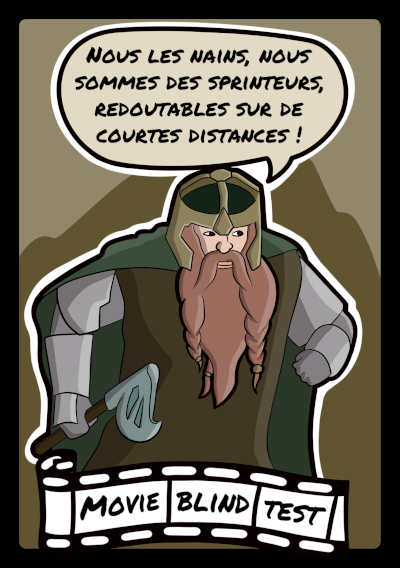 Nous les nains, nous
sommes des sprinteurs,
redoutables sur de
courtes distances !
MOVIE BLIND TEST